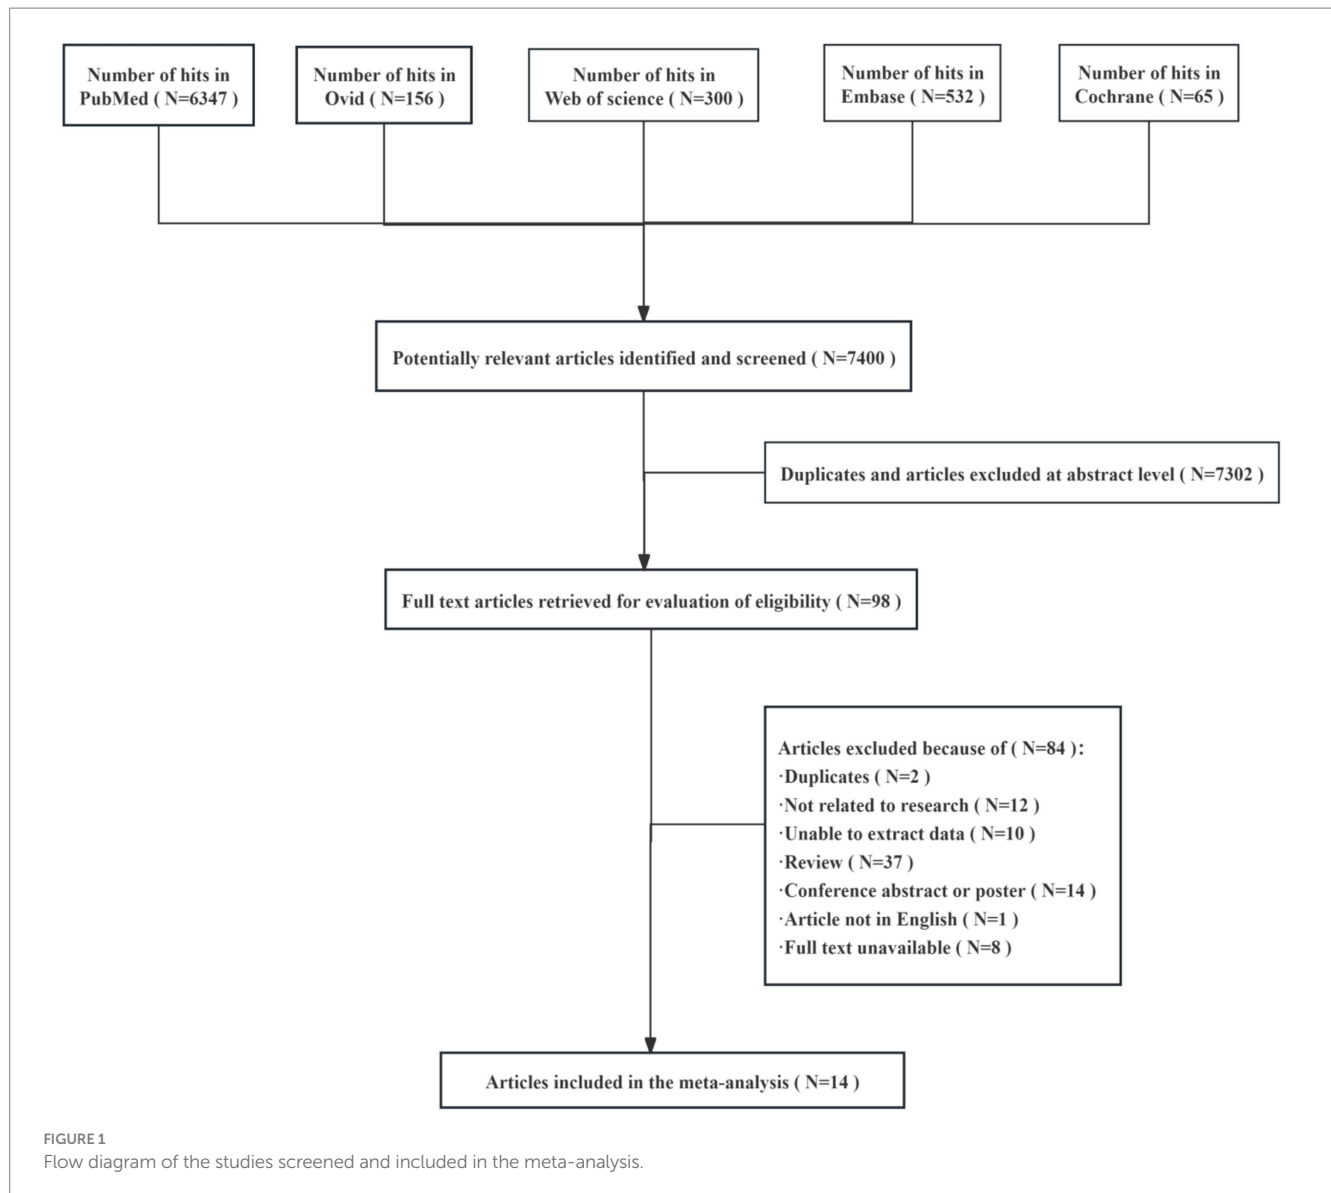 Number of hits in
PubMed ( N=6347 )
Number of hits in
Ovid ( N=156 )
Number of hits in
Web of science ( N=300 )
Number of hits in
Embase ( N=532 )
Number of hits in
Cochrane ( N=65 )
Potentially relevant articles identified and screened ( N=7400 )
Duplicates and articles excluded at abstract level ( N=7302 )
Full text articles retrieved for evaluation of eligibility ( N=98 )
Articles excluded because of ( N=84 ):
·Duplicates ( N=2 )
·Not related to research ( N=12 )
·Unable to extract data ( N=10 )
·Review ( N=37 )
·Conference abstract or poster ( N=14 )
·Article not in English ( N=1 )
·Full text unavailable ( N=8 )
Articles included in the meta-analysis ( N=14 )
FIGURE 1
Flow diagram of the studies screened and included in the meta-analysis.